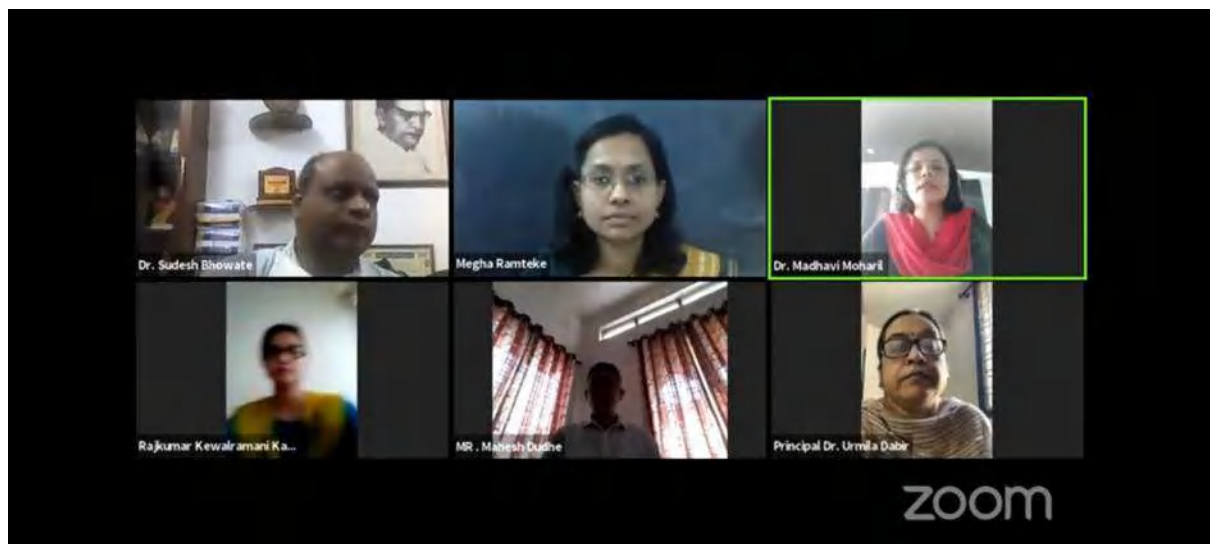 Dr. Sudesh Bhowate
Megha Ramteke
Dr. Madhavi Moharil
Rajkumar Kewalramani Ka...
MR . Mahesh Dudhe
Principal Dr. Urmila Dabir
zoom